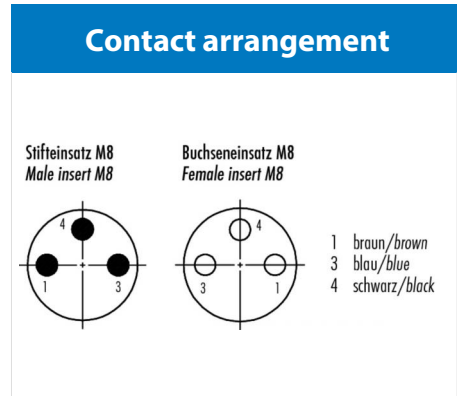 Contact arrangement
Stifteinsatz M8
Male insert M8
Buchseneinsatz M8
Female insert M8
4
1 3
4
3 1
1 braun/brown
3 blau/blue
4 schwarz/black